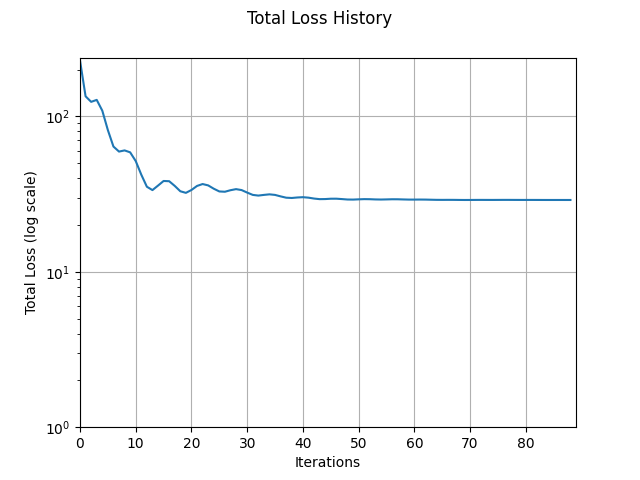 Total Loss History
Total Loss (log scale)
10²
10¹
10⁰
0 10 20 30 40 50 60 70 80
Iterations